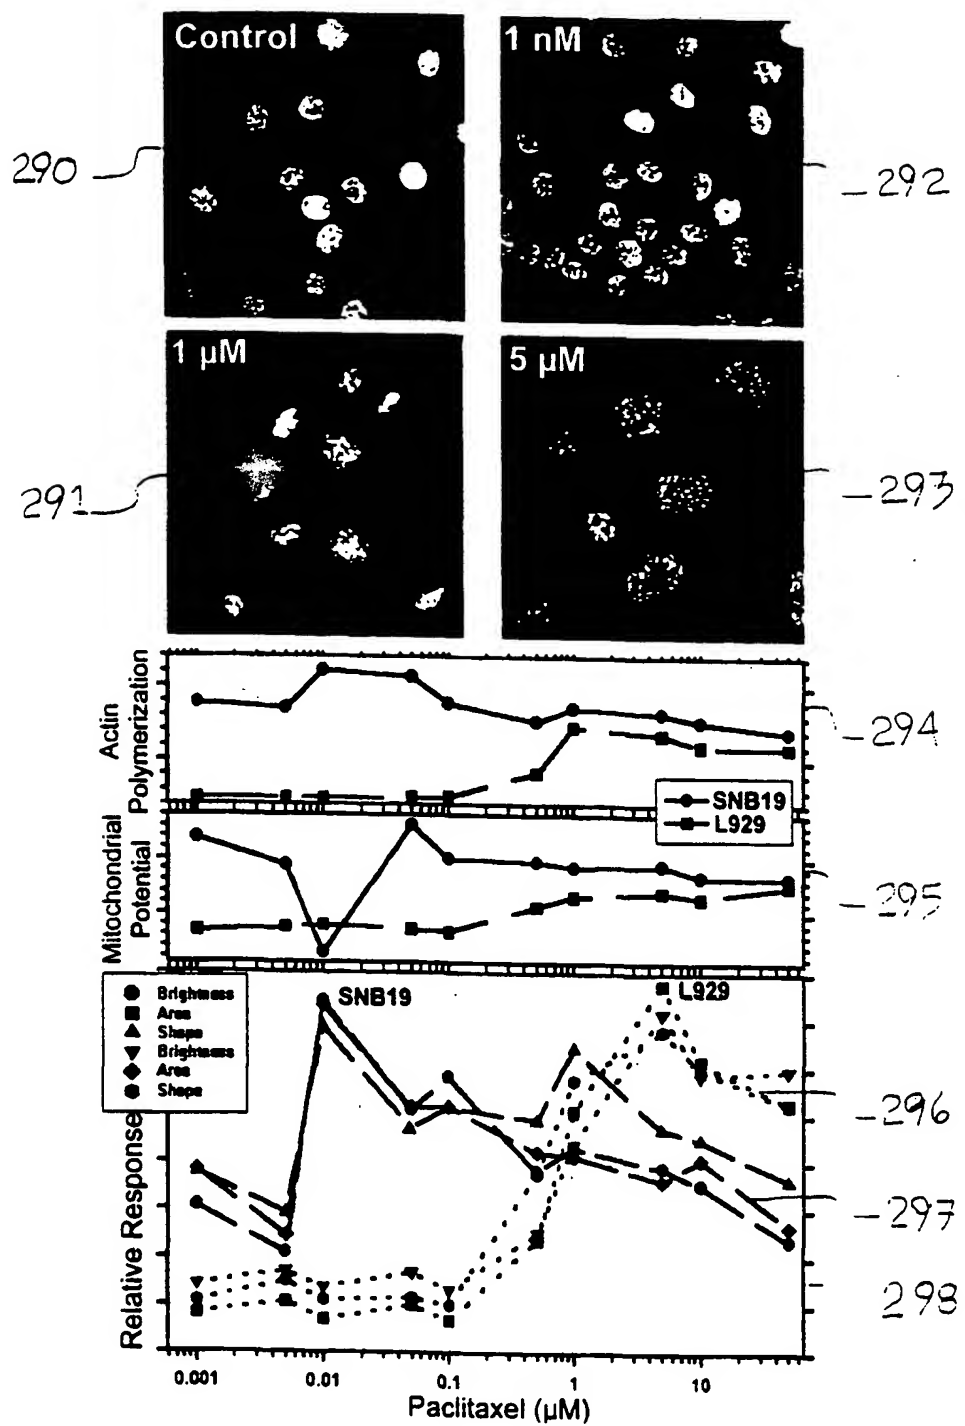 Control
1 nM
290
292
1 µM
5 µM
291
293
Actin
Polymerization
294
SNB19
L929
Mitochondrial
Potential
295
Brightness
Area
Shape
Brightness
Area
Shape
SNB19
L929
296
297
298
Relative Response
0.001
0.01
0.1
1
10
Paclitaxel (µM)